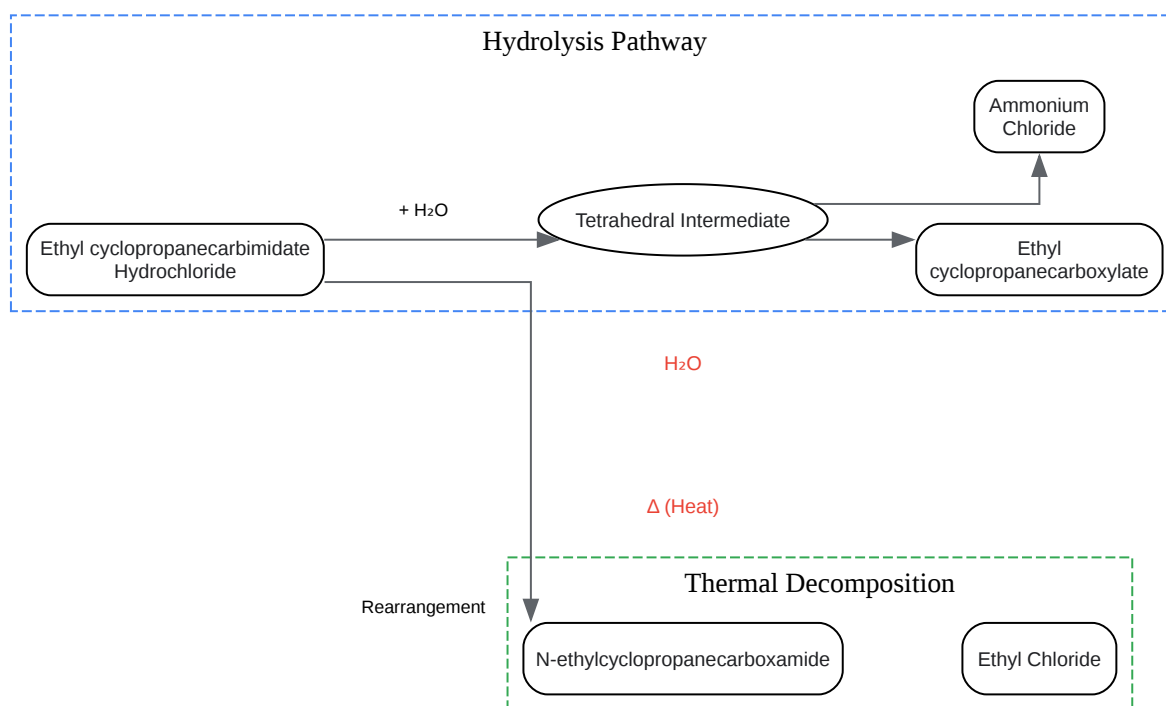 Hydrolysis Pathway
Ammonium
Chloride
+ H₂O
Tetrahedral Intermediate
Ethyl cyclopropanecarbimidate
Hydrochloride
Ethyl
cyclopropanecarboxylate
H₂O
Δ (Heat)
Thermal Decomposition
Rearrangement
N-ethylcyclopropanecarboxamide
Ethyl Chloride